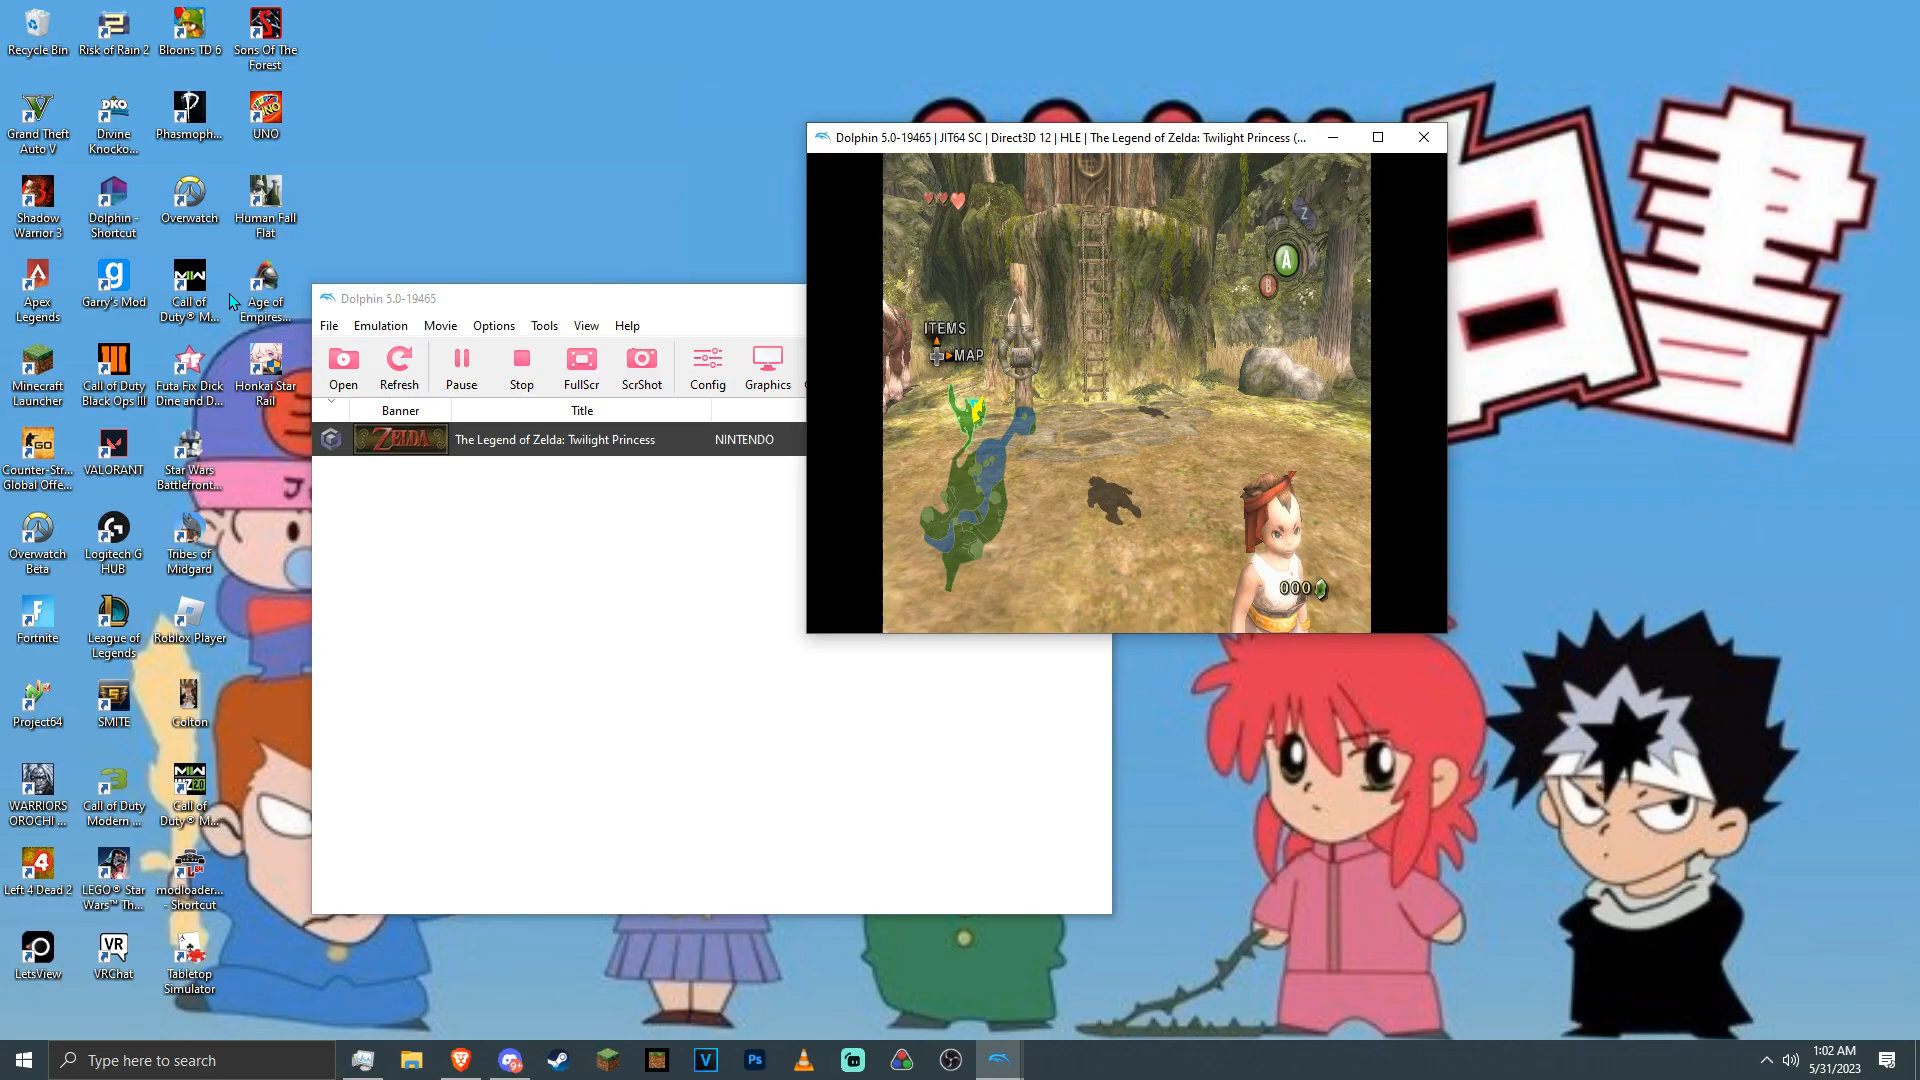 Recycle Bin
Risk of Rain 2
Bloons TD 6
Sons Of The
Forest
Grand Theft
Auto V
DKO
Divine
Knocko...
Phasmoph...
UNO
Shadow
Warrior 3
Dolphin -
Shortcut
Overwatch
Human Fall
Flat
Apex
Legends
Garry's Mod
Call of
Duty® M...
Age of
Empires...
Minecraft
Launcher
Call of Duty
Black Ops III
Futa Fix Dick
Dine and D...
Honkai Star
Rail
Counter-Str...
Global Offe...
VALORANT
Star Wars
Battlefront...
Overwatch
Beta
Logitech G
HUB
Tribes of
Midgard
Fortnite
League of
Legends
Roblox Player
Project64
SMITE
Colton
WARRIORS
OROCHI ...
Call of Duty
Modern ...
Call of
Duty® M...
Left 4 Dead 2
LEGO® Star
Wars™ Th...
modloader...
- Shortcut
LetsView
VRChat
Tabletop
Simulator
Dolphin 5.0-19465
File Emulation Movie Options Tools View Help
Open Refresh Pause Stop FullScr ScrShot Config Graphics
Banner Title
ZELDA The Legend of Zelda: Twilight Princess NINTENDO
Dolphin 5.0-19465 | JIT64 SC | Direct3D 12 | HLE | The Legend of Zelda: Twilight Princess (...
Z
A
B
ITEMS
MAP
000
白書
Type here to search
9+
V
Ps
1:02 AM
5/31/2023